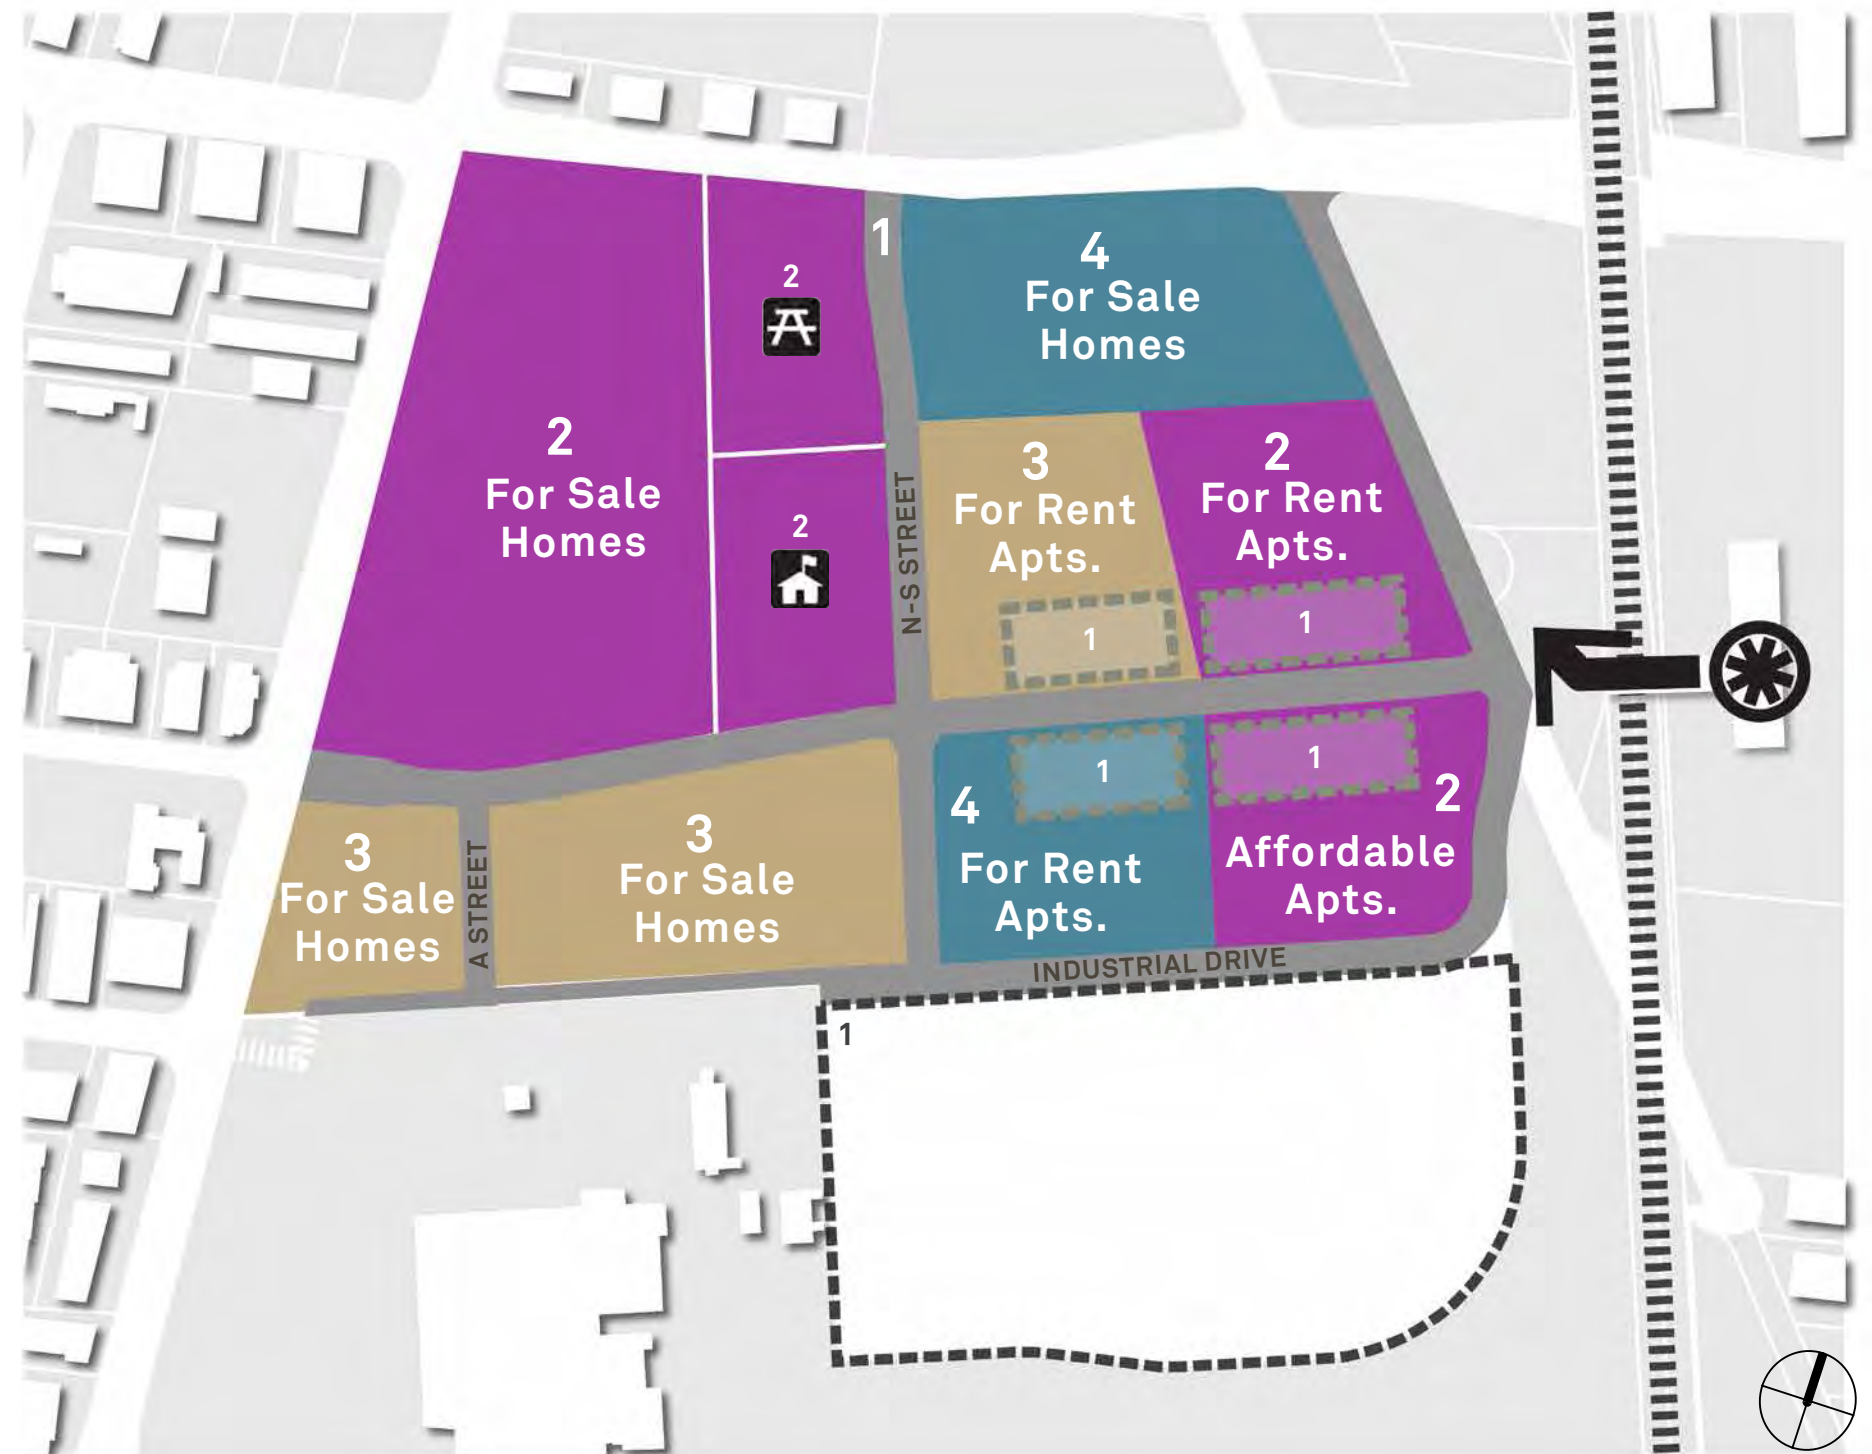 1
2
4
For Sale
Homes
2
For Sale
Homes
2
3
For Rent
Apts.
2
For Rent
Apts.
N-S STREET
1
1
4
1
For Rent
Apts.
1
2
Affordable
Apts.
3
For Sale
Homes
A STREET
3
For Sale
Homes
INDUSTRIAL DRIVE
1